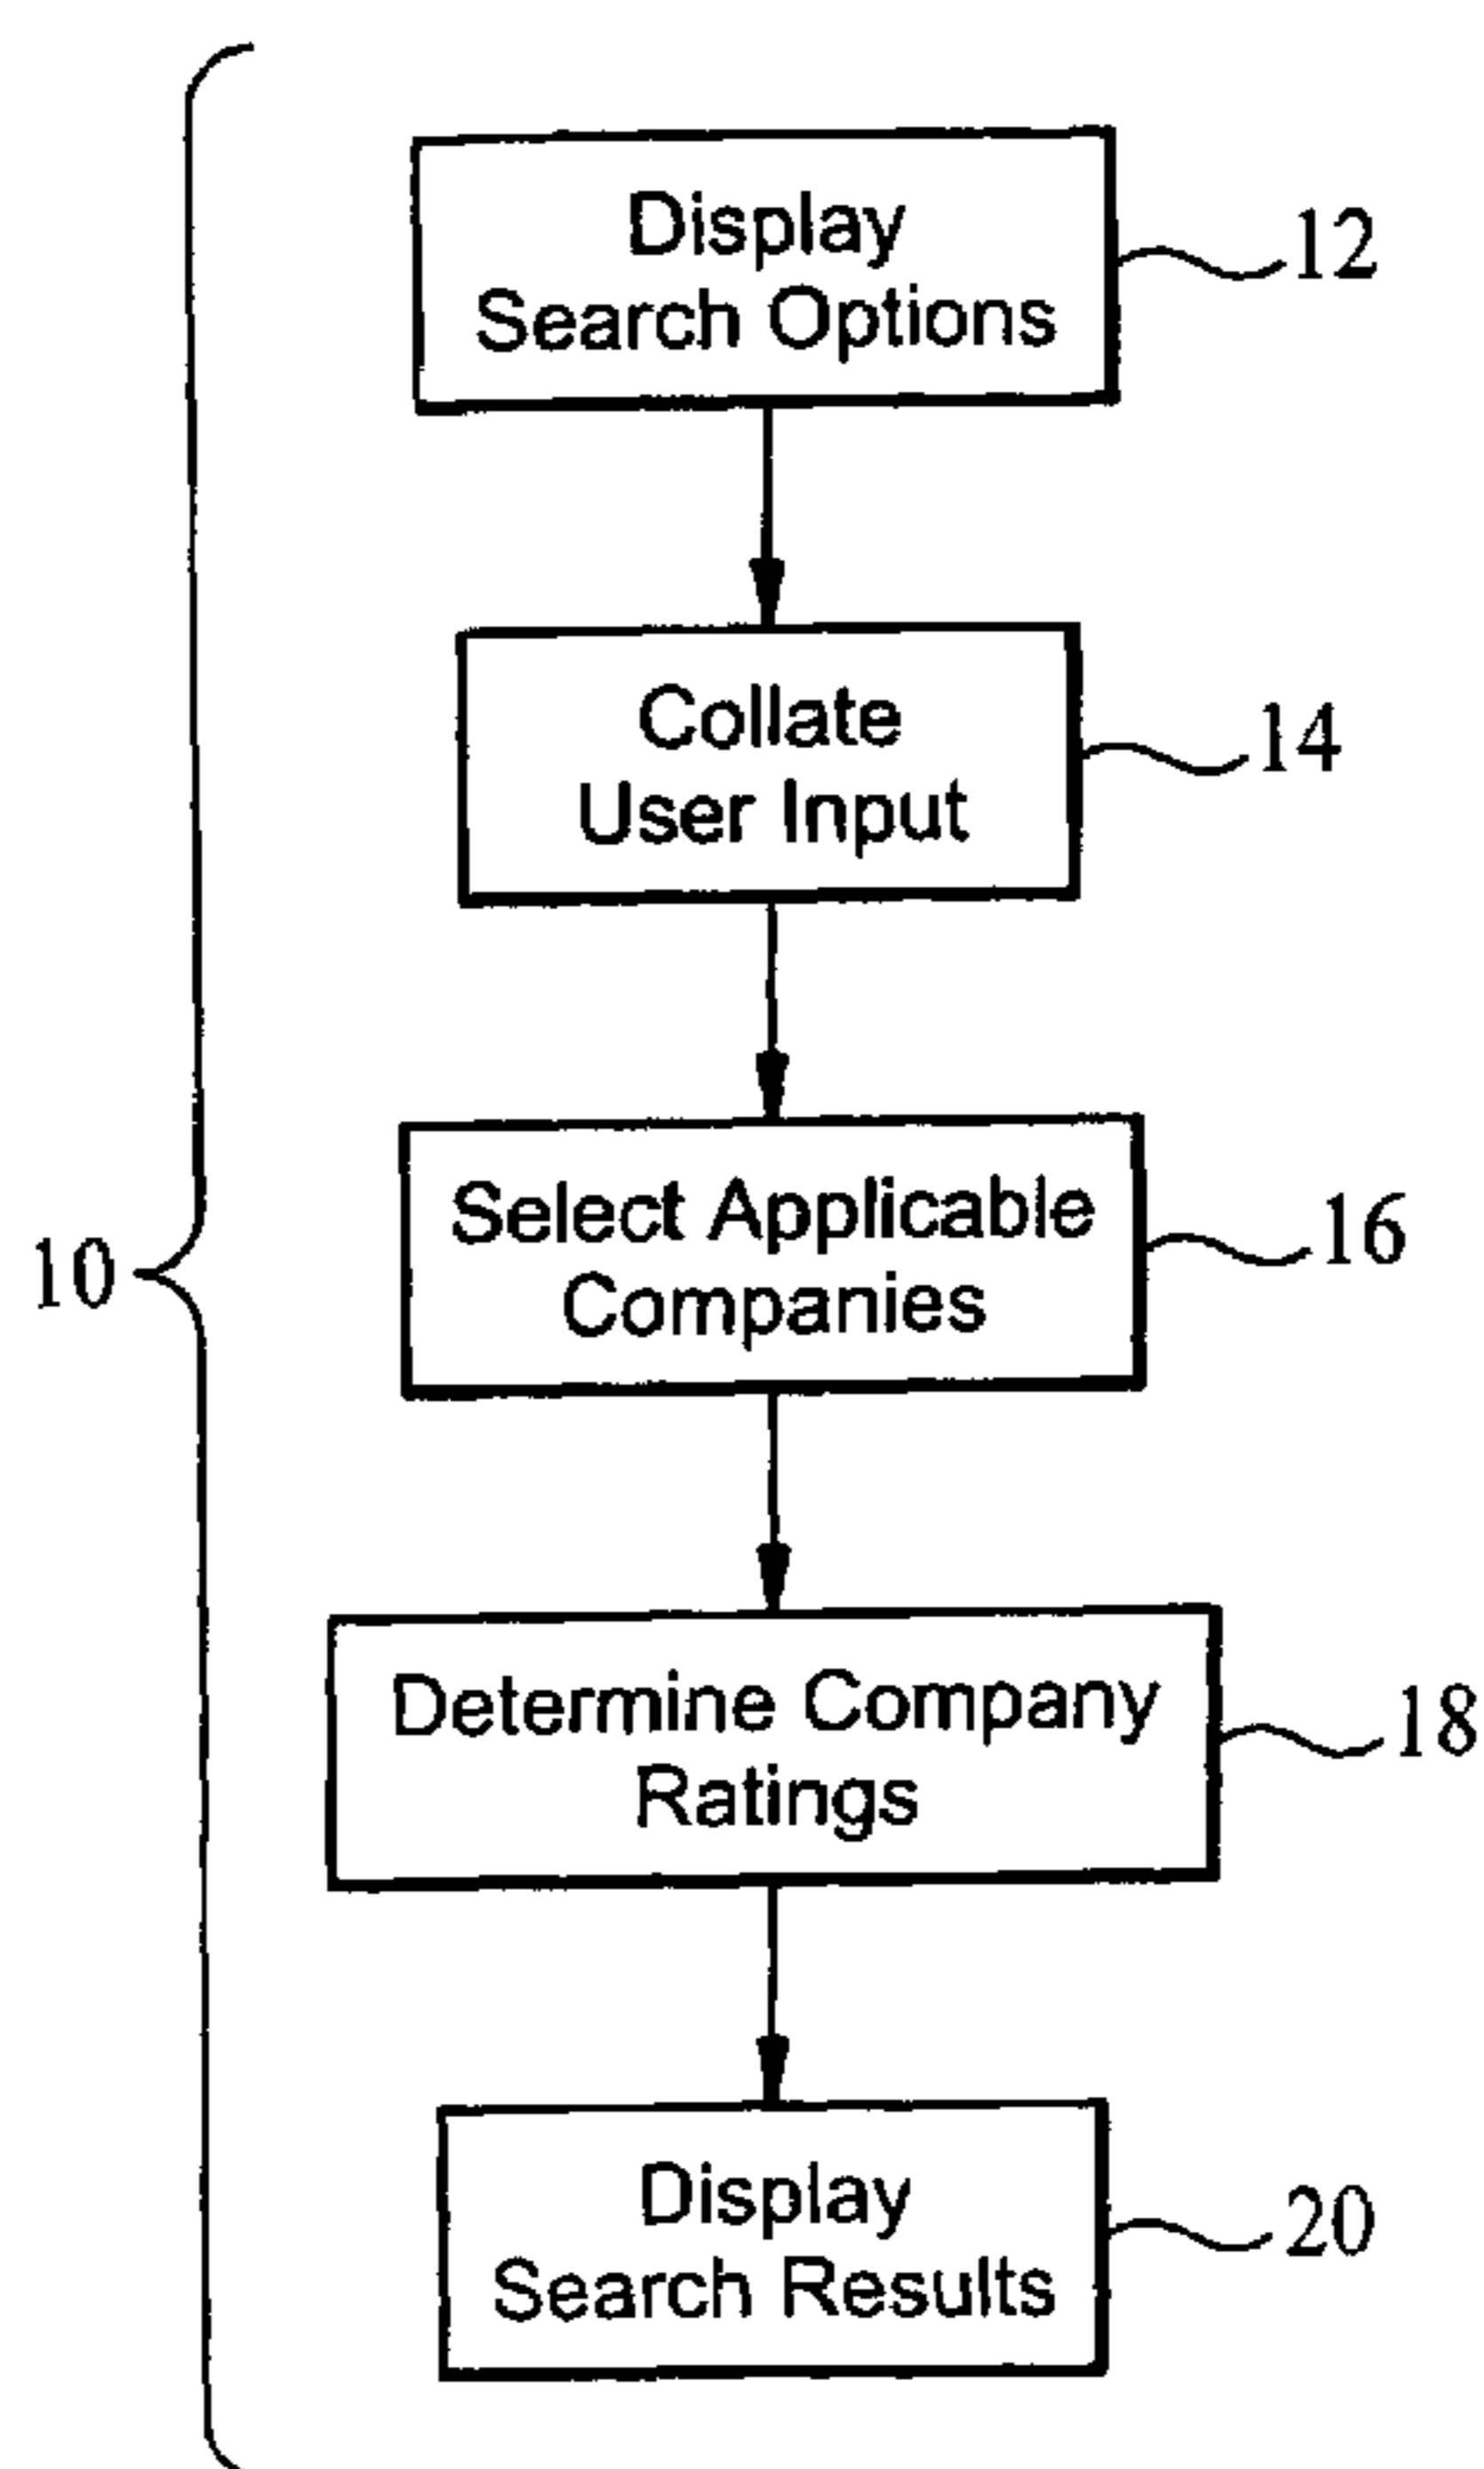 Display
Search Options
12
Collate
User Input
14
Select Applicable
Companies
16
10
Determine Company
Ratings
18
Display
Search Results
20